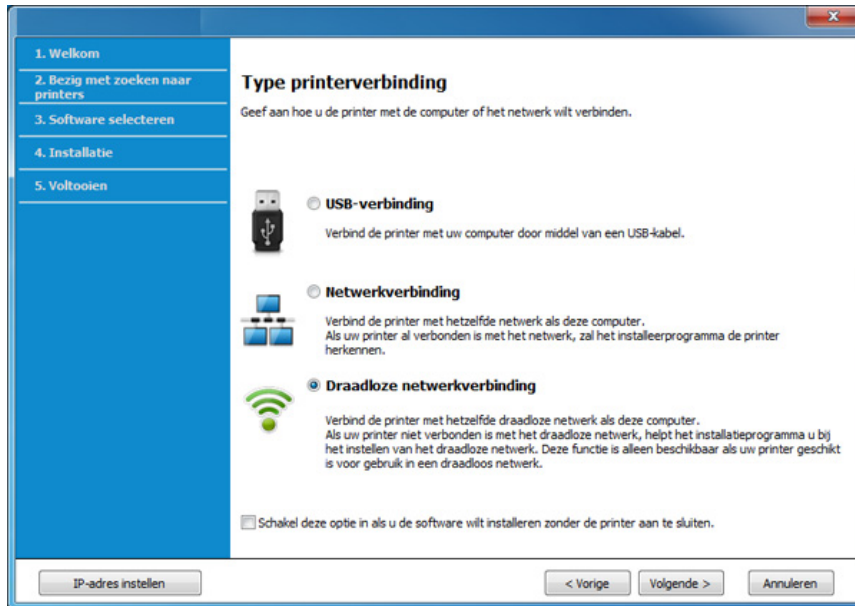 1. Welkom
2. Bezig met zoeken naar
printers
3. Software selecteren
4. Installatie
5. Voltooien
Type printerverbinding
Geef aan hoe u de printer met de computer of het netwerk wilt verbinden.
USB-verbinding
Verbind de printer met uw computer door middel van een USB-kabel.
Netwerkverbinding
Verbind de printer met hetzelfde netwerk als deze computer.
Als uw printer al verbonden is met het netwerk, zal het installeerprogramma de printer
herkennen.
Draadloze netwerkverbinding
Verbind de printer met hetzelfde draadloze netwerk als deze computer.
Als uw printer niet verbonden is met het draadloze netwerk, helpt het installatieprogramma u bij
het instellen van het draadloze netwerk. Deze functie is alleen beschikbaar als uw printer geschikt
is voor gebruik in een draadloos netwerk.
Schakel deze optie in als u de software wilt installeren zonder de printer aan te sluiten.
IP-adres instellen
< Vorige
Volgende >
Annuleren